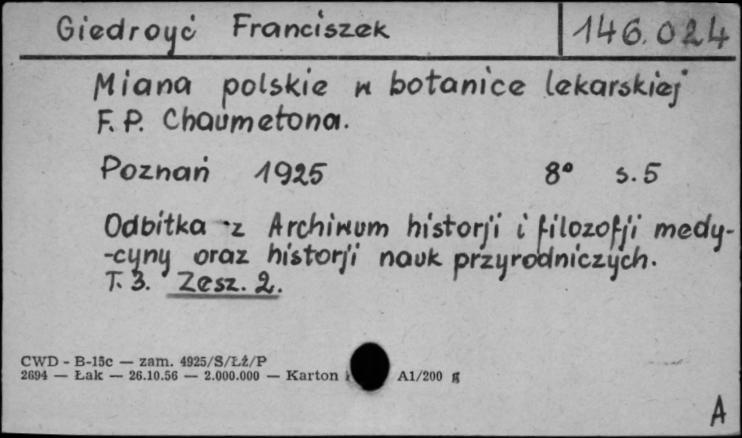 Giedroyć Franciszek 146.024
Miana polskie w botanice lekarskiej
F. P. Chaumetona.
Poznań 1925 8° s. 5
Odbitka z Archiwum historji i filozofji medy-
-cyny oraz historji nauk przyrodniczych.
T. 3. Zesz. 2.
CWD - B-15c — zam. 4925/S/ŁŻ/P
2694 — Łak — 26.10.56 — 2.000.000 — Karton A1/200 g
A